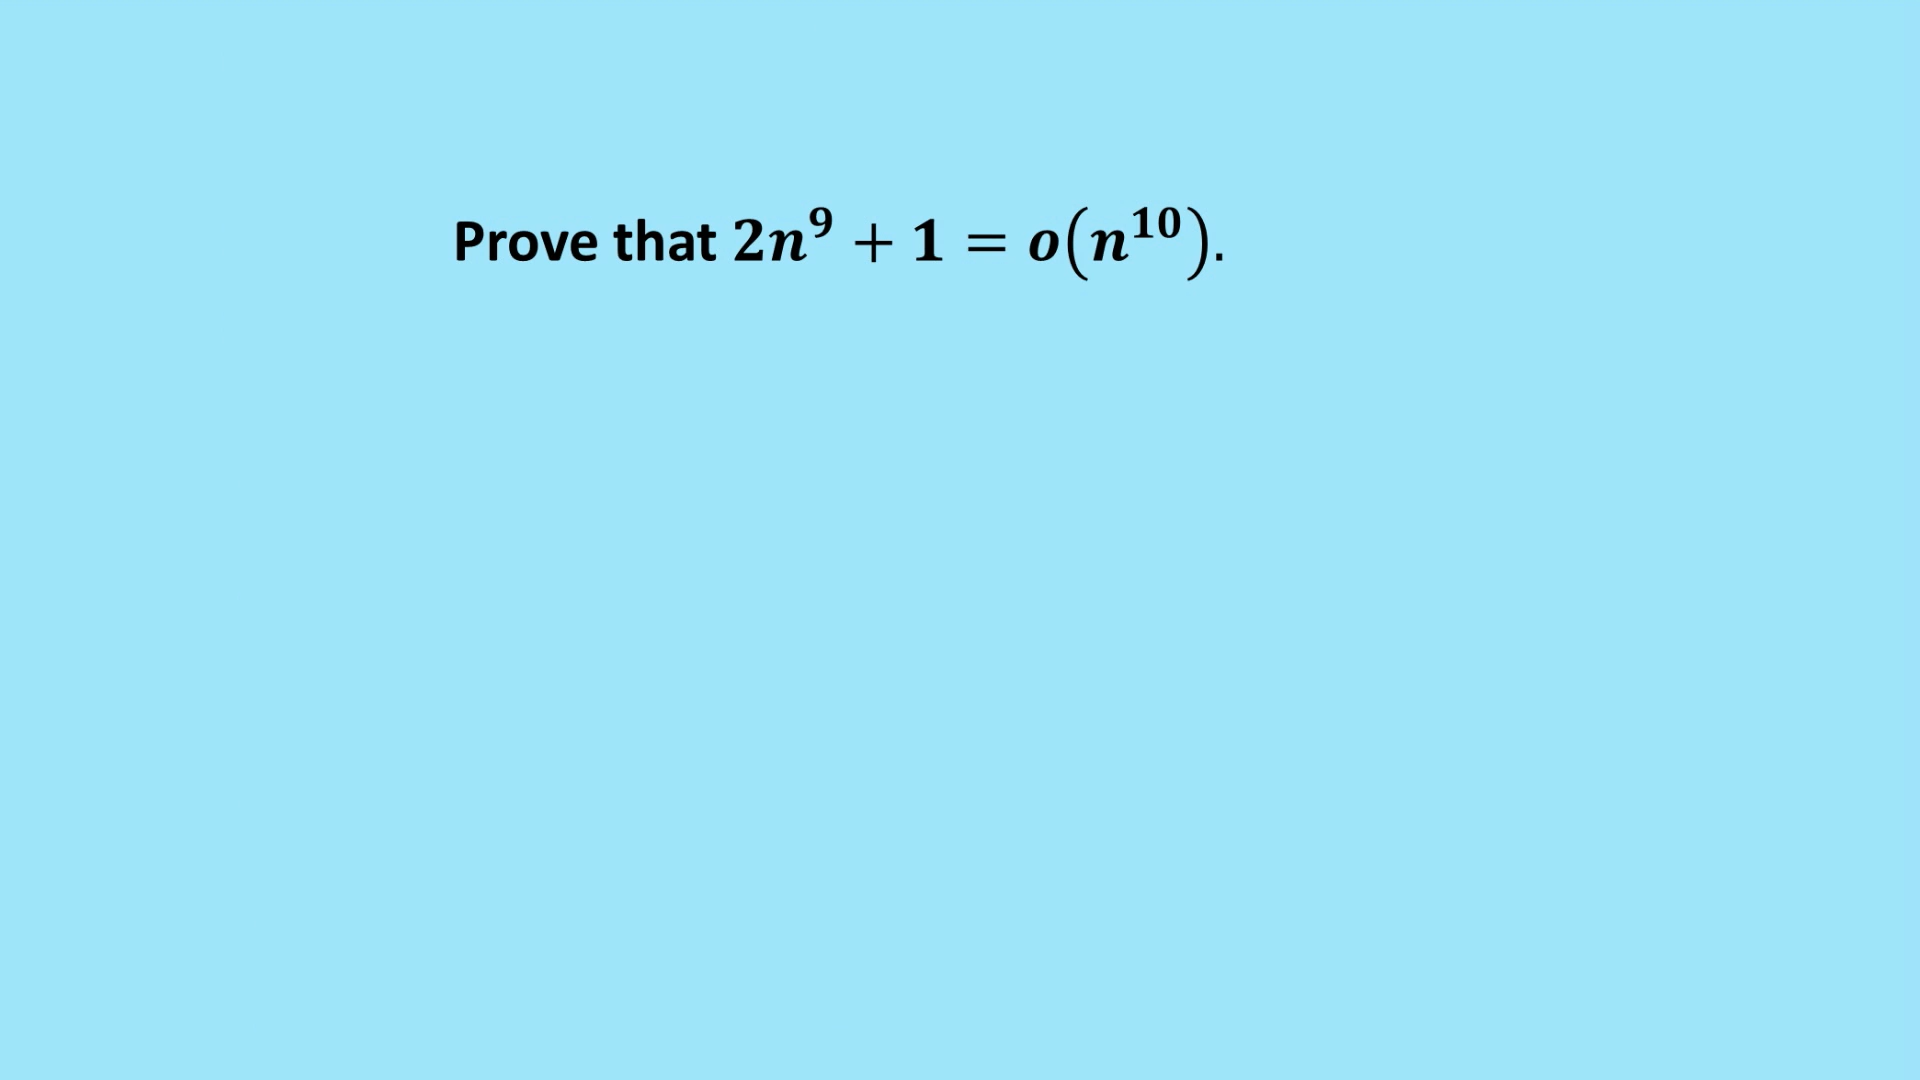 Prove that 2n⁹ + 1 = o(n¹⁰).